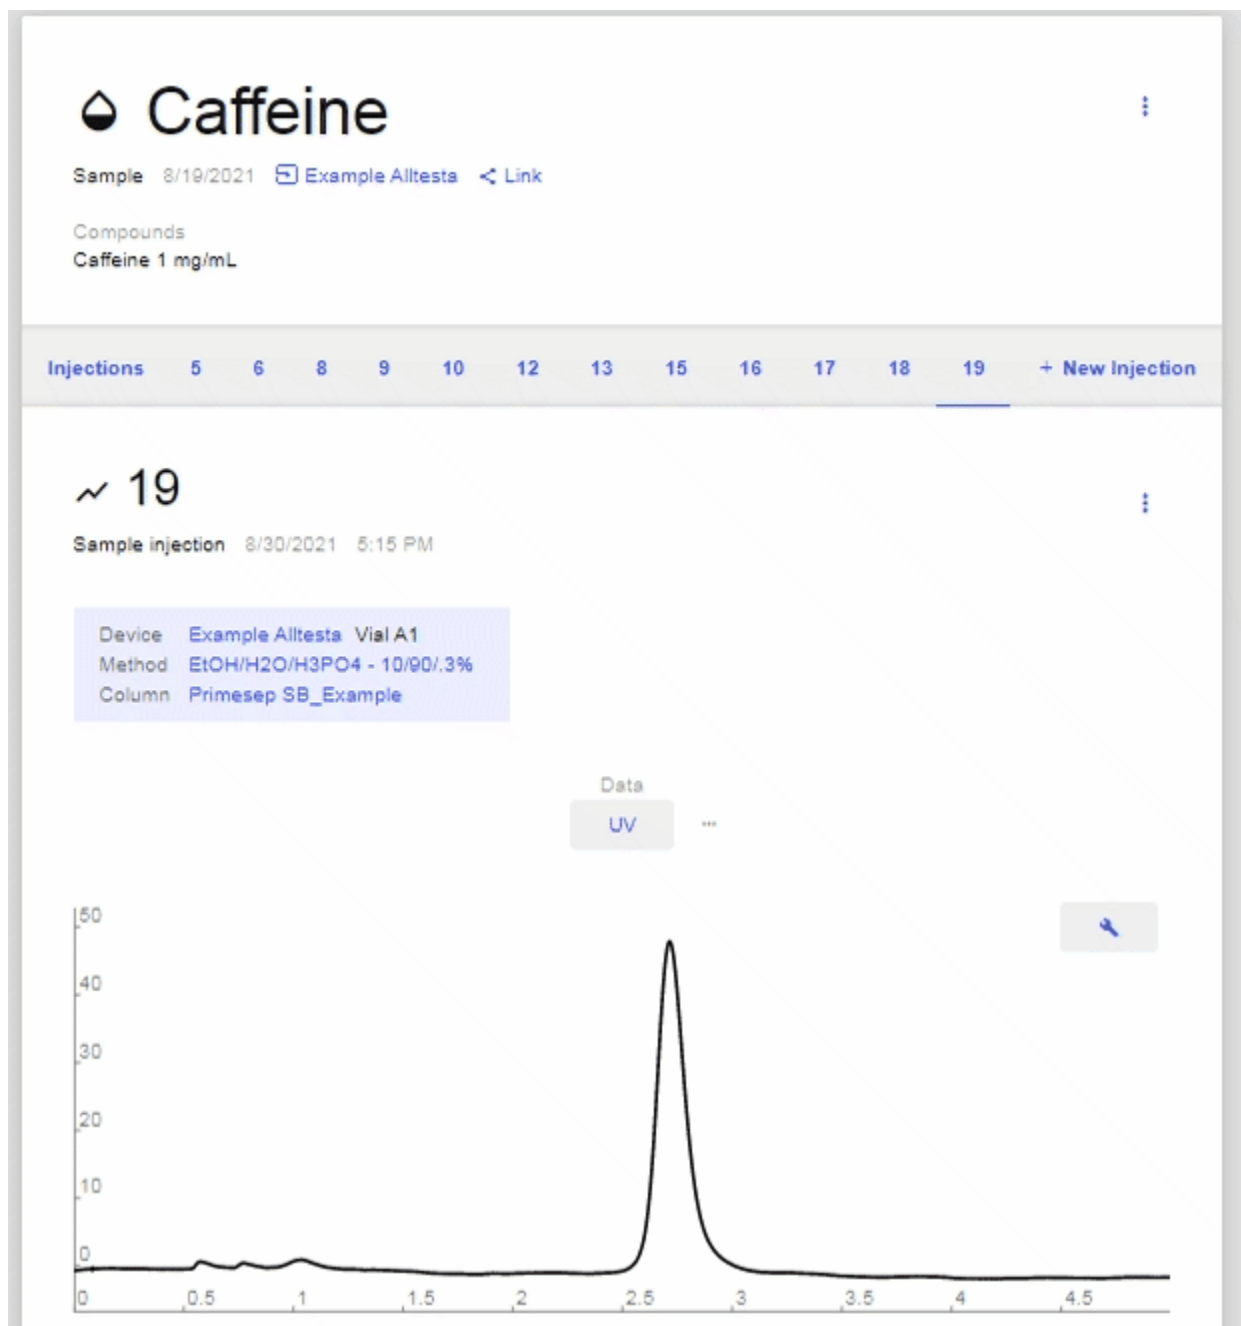 Caffeine
Sample 8/19/2021 Example Alltesta Link
Compounds
Caffeine 1 mg/mL
Injections 5 6 8 9 10 12 13 15 16 17 18 19 + New Injection
19
Sample injection 8/30/2021 5:15 PM
Device Example Alltesta Vial A1
Method EtOH/H2O/H3PO4 - 10/90/.3%
Column Primesep SB_Example
Data
UV ...
50
40
30
20
10
0
0 0.5 1 1.5 2 2.5 3 3.5 4 4.5